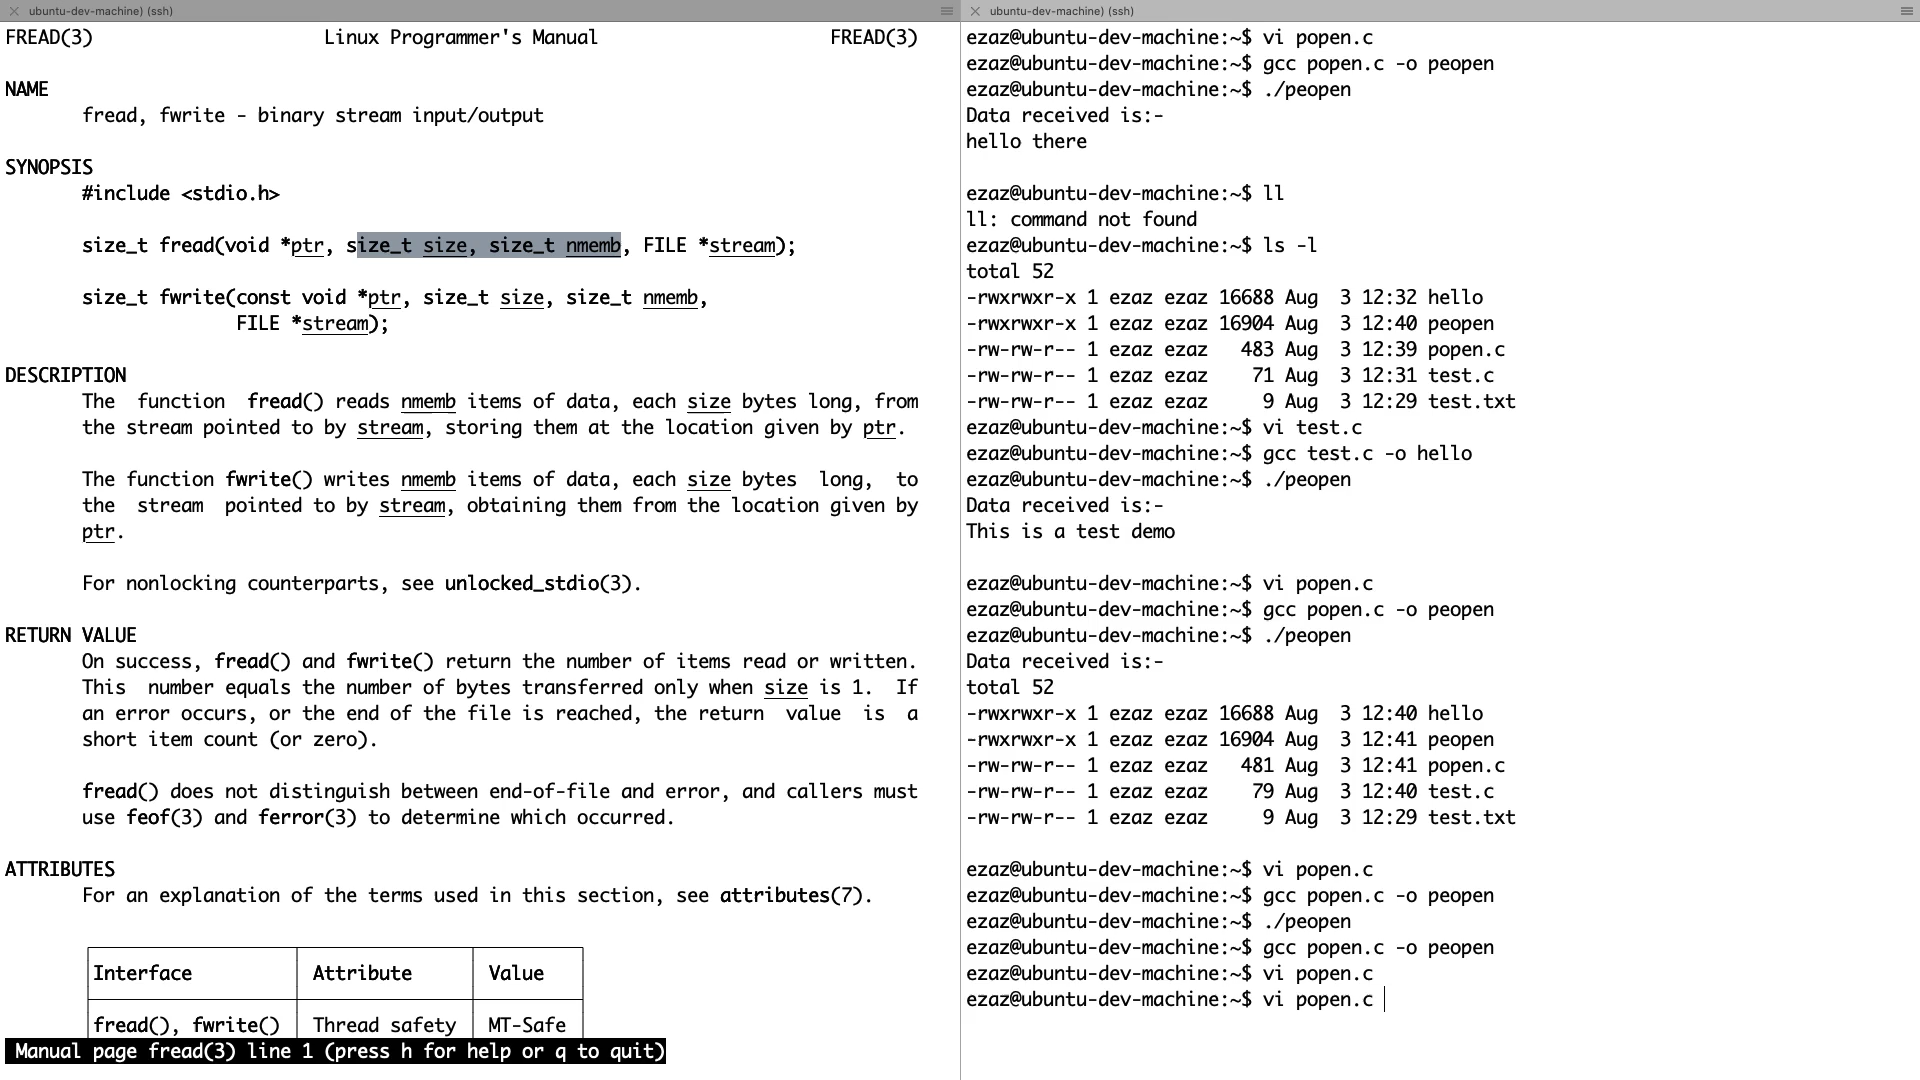 ubuntu-dev-machine) (ssh)
FREAD(3) Linux Programmer's Manual FREAD(3)
NAME
fread, fwrite - binary stream input/output
SYNOPSIS
#include <stdio.h>
size_t fread(void *ptr, size_t size, size_t nmemb, FILE *stream);
size_t fwrite(const void *ptr, size_t size, size_t nmemb,
FILE *stream);
DESCRIPTION
The function fread() reads nmemb items of data, each size bytes long, from
the stream pointed to by stream, storing them at the location given by ptr.
The function fwrite() writes nmemb items of data, each size bytes long, to
the stream pointed to by stream, obtaining them from the location given by
ptr.
For nonlocking counterparts, see unlocked_stdio(3).
RETURN VALUE
On success, fread() and fwrite() return the number of items read or written.
This number equals the number of bytes transferred only when size is 1. If
an error occurs, or the end of the file is reached, the return value is a
short item count (or zero).
fread() does not distinguish between end-of-file and error, and callers must
use feof(3) and ferror(3) to determine which occurred.
ATTRIBUTES
For an explanation of the terms used in this section, see attributes(7).
Interface Attribute Value
fread(), fwrite() Thread safety MT-Safe
Manual page fread(3) line 1 (press h for help or q to quit)
ubuntu-dev-machine) (ssh)
ezaz@ubuntu-dev-machine:~$ vi popen.c
ezaz@ubuntu-dev-machine:~$ gcc popen.c -o peopen
ezaz@ubuntu-dev-machine:~$ ./peopen
Data received is:-
hello there
ezaz@ubuntu-dev-machine:~$ ll
ll: command not found
ezaz@ubuntu-dev-machine:~$ ls -l
total 52
-rwxrwxr-x 1 ezaz ezaz 16688 Aug  3 12:32 hello
-rwxrwxr-x 1 ezaz ezaz 16904 Aug  3 12:40 peopen
-rw-rw-r-- 1 ezaz ezaz   483 Aug  3 12:39 popen.c
-rw-rw-r-- 1 ezaz ezaz    71 Aug  3 12:31 test.c
-rw-rw-r-- 1 ezaz ezaz     9 Aug  3 12:29 test.txt
ezaz@ubuntu-dev-machine:~$ vi test.c
ezaz@ubuntu-dev-machine:~$ gcc test.c -o hello
ezaz@ubuntu-dev-machine:~$ ./peopen
Data received is:-
This is a test demo
ezaz@ubuntu-dev-machine:~$ vi popen.c
ezaz@ubuntu-dev-machine:~$ gcc popen.c -o peopen
ezaz@ubuntu-dev-machine:~$ ./peopen
Data received is:-
total 52
-rwxrwxr-x 1 ezaz ezaz 16688 Aug  3 12:40 hello
-rwxrwxr-x 1 ezaz ezaz 16904 Aug  3 12:41 peopen
-rw-rw-r-- 1 ezaz ezaz   481 Aug  3 12:41 popen.c
-rw-rw-r-- 1 ezaz ezaz    79 Aug  3 12:40 test.c
-rw-rw-r-- 1 ezaz ezaz     9 Aug  3 12:29 test.txt
ezaz@ubuntu-dev-machine:~$ vi popen.c
ezaz@ubuntu-dev-machine:~$ gcc popen.c -o peopen
ezaz@ubuntu-dev-machine:~$ ./peopen
ezaz@ubuntu-dev-machine:~$ gcc popen.c -o peopen
ezaz@ubuntu-dev-machine:~$ vi popen.c
ezaz@ubuntu-dev-machine:~$ vi popen.c